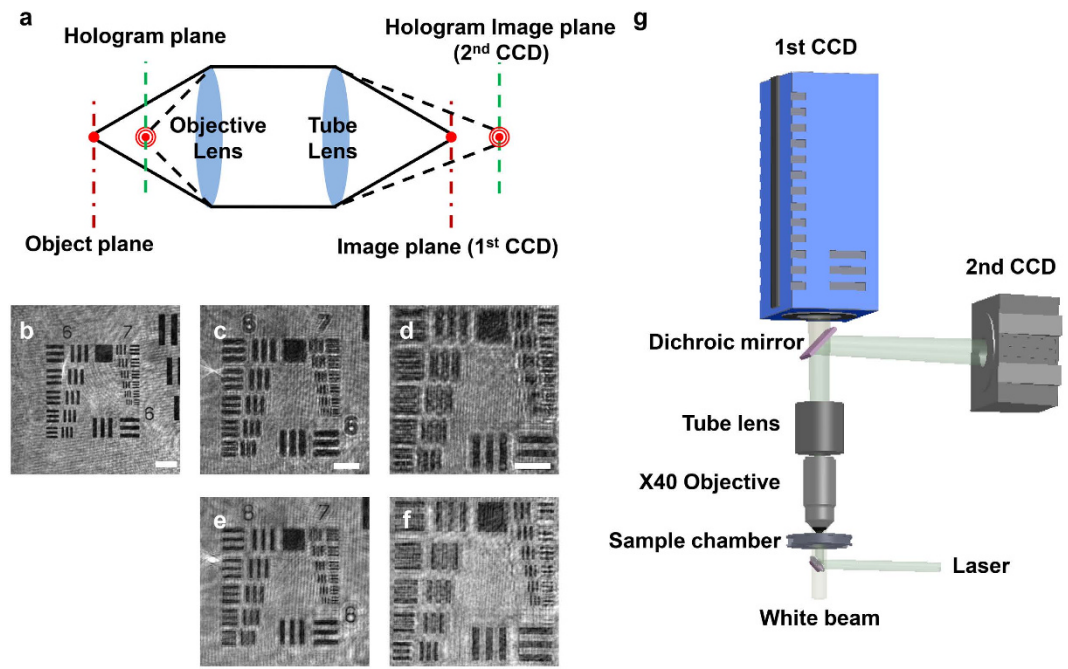 a
Hologram plane
Hologram Image plane
(2nd CCD)
Objective
Lens
Tube
Lens
Object plane
Image plane (1st CCD)
b
6
7
6
c
7
6
d
e
7
6
f
g
1st CCD
2nd CCD
Dichroic mirror
Tube lens
X40 Objective
Sample chamber
Laser
White beam